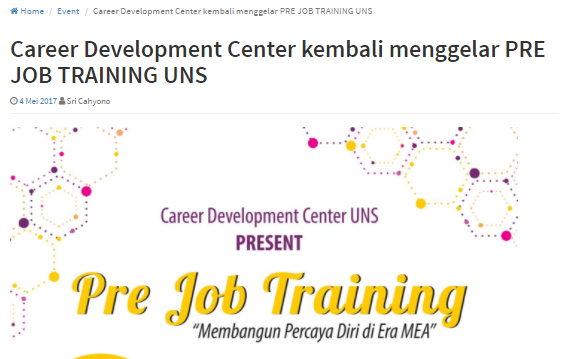 Home / Event / Career Development Center kembali menggelar PRE JOB TRAINING UNS
Career Development Center kembali menggelar PRE
JOB TRAINING UNS
4 Mei 2017 Sri Cahyono
Career Development Center UNS
PRESENT
Pre Job Training
“Membangun Percaya Diri di Era MEA”